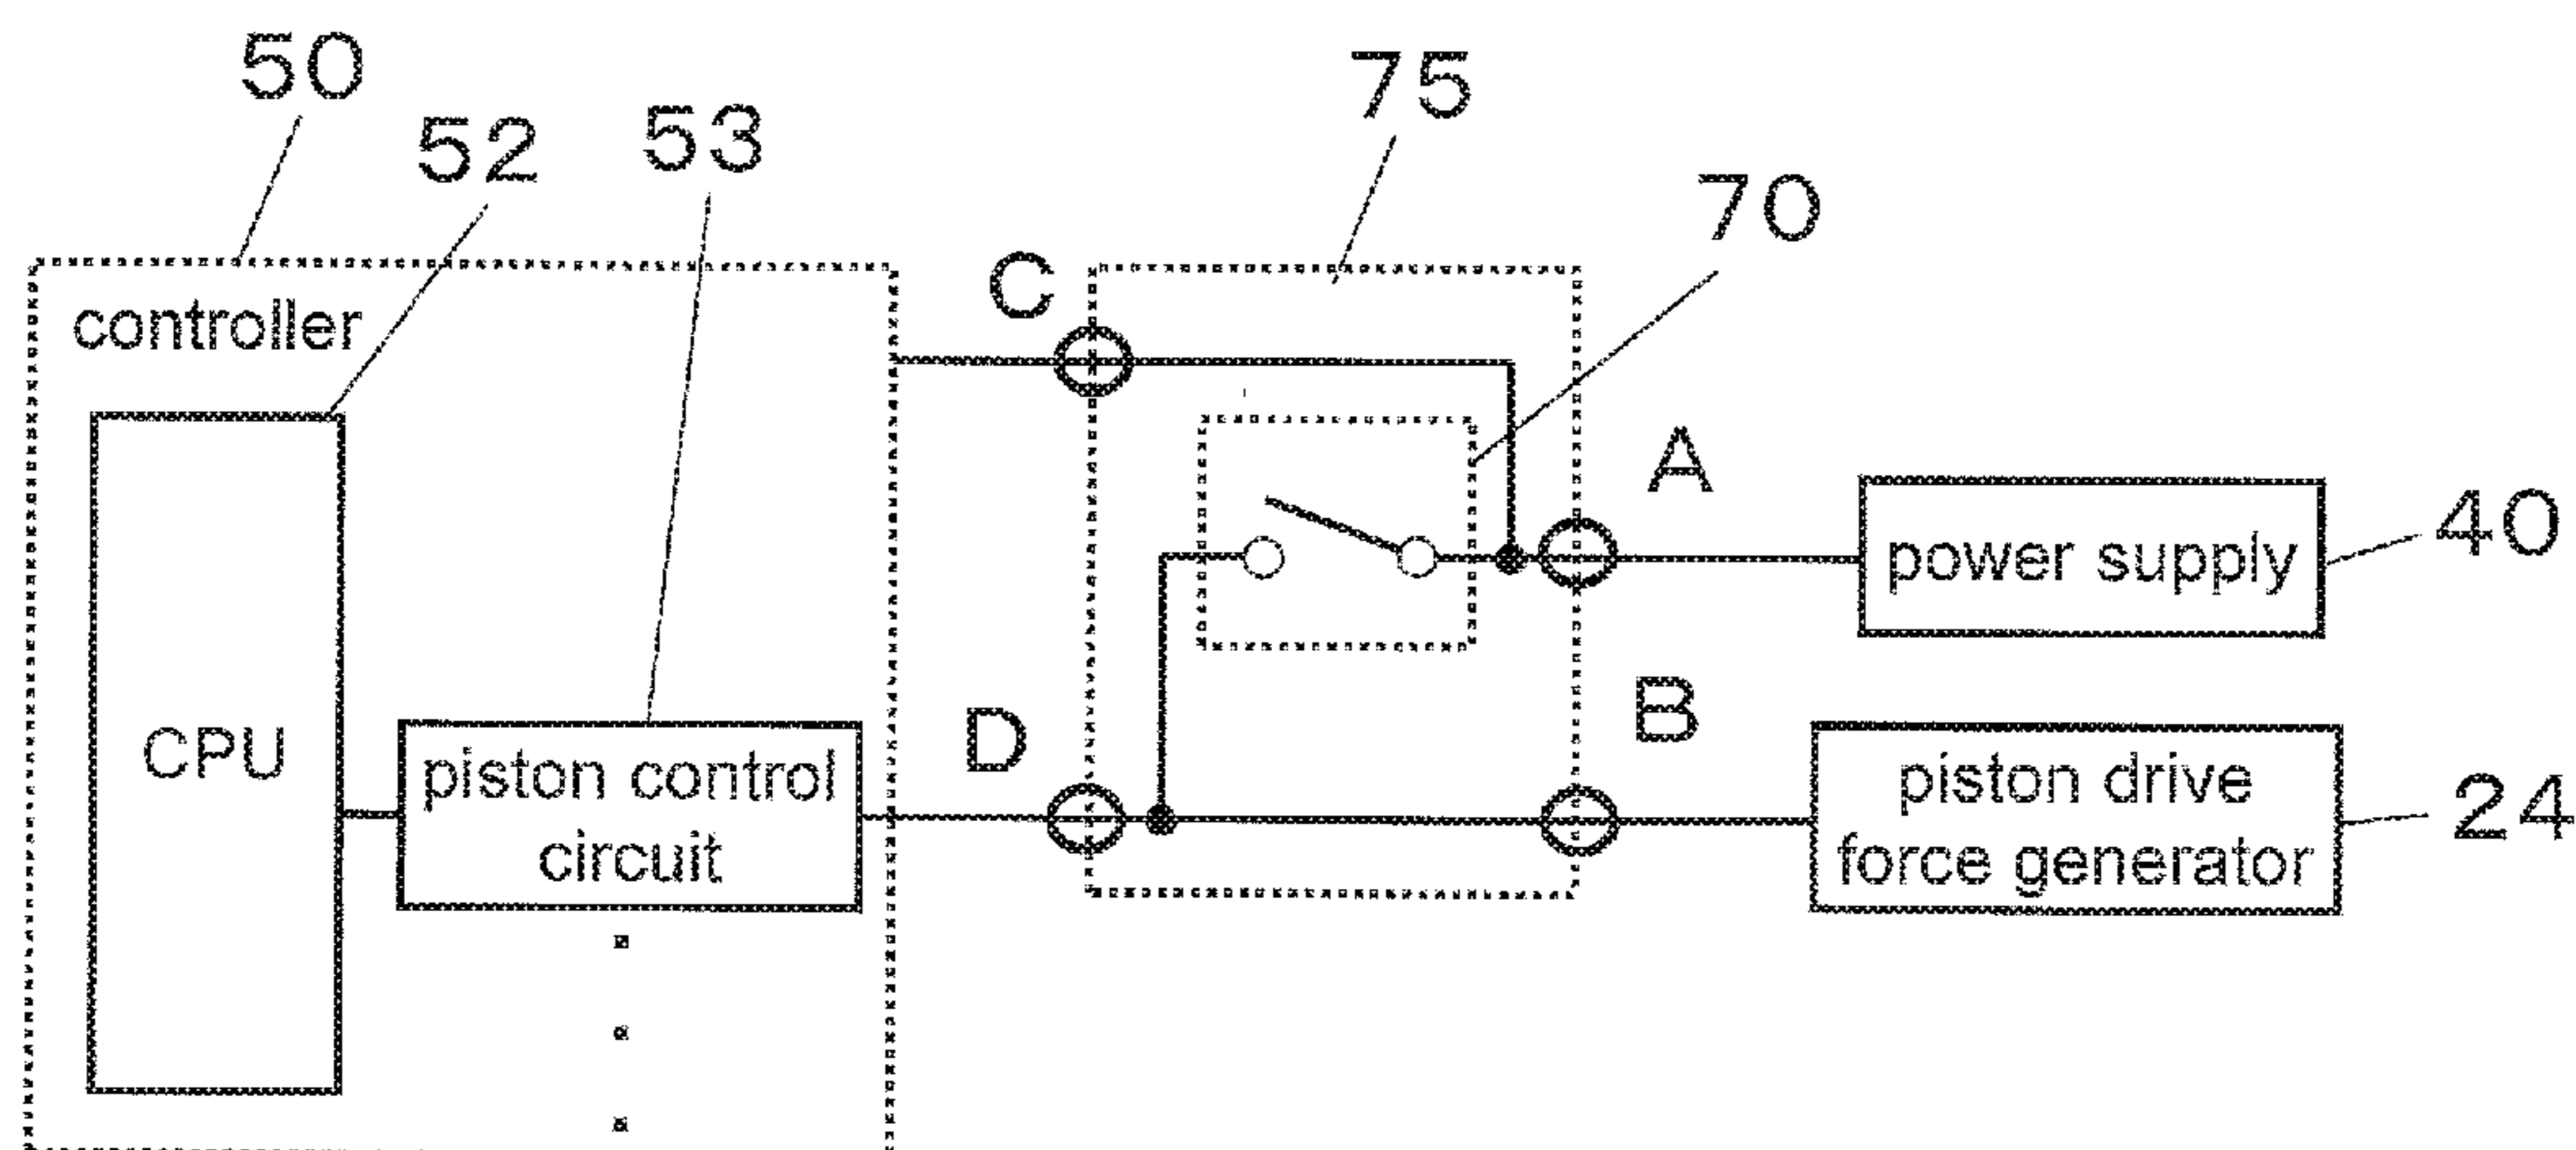 50
52
53
75
70
controller
C
A
power supply
40
CPU
piston control
circuit
D
B
piston drive
force generator
24